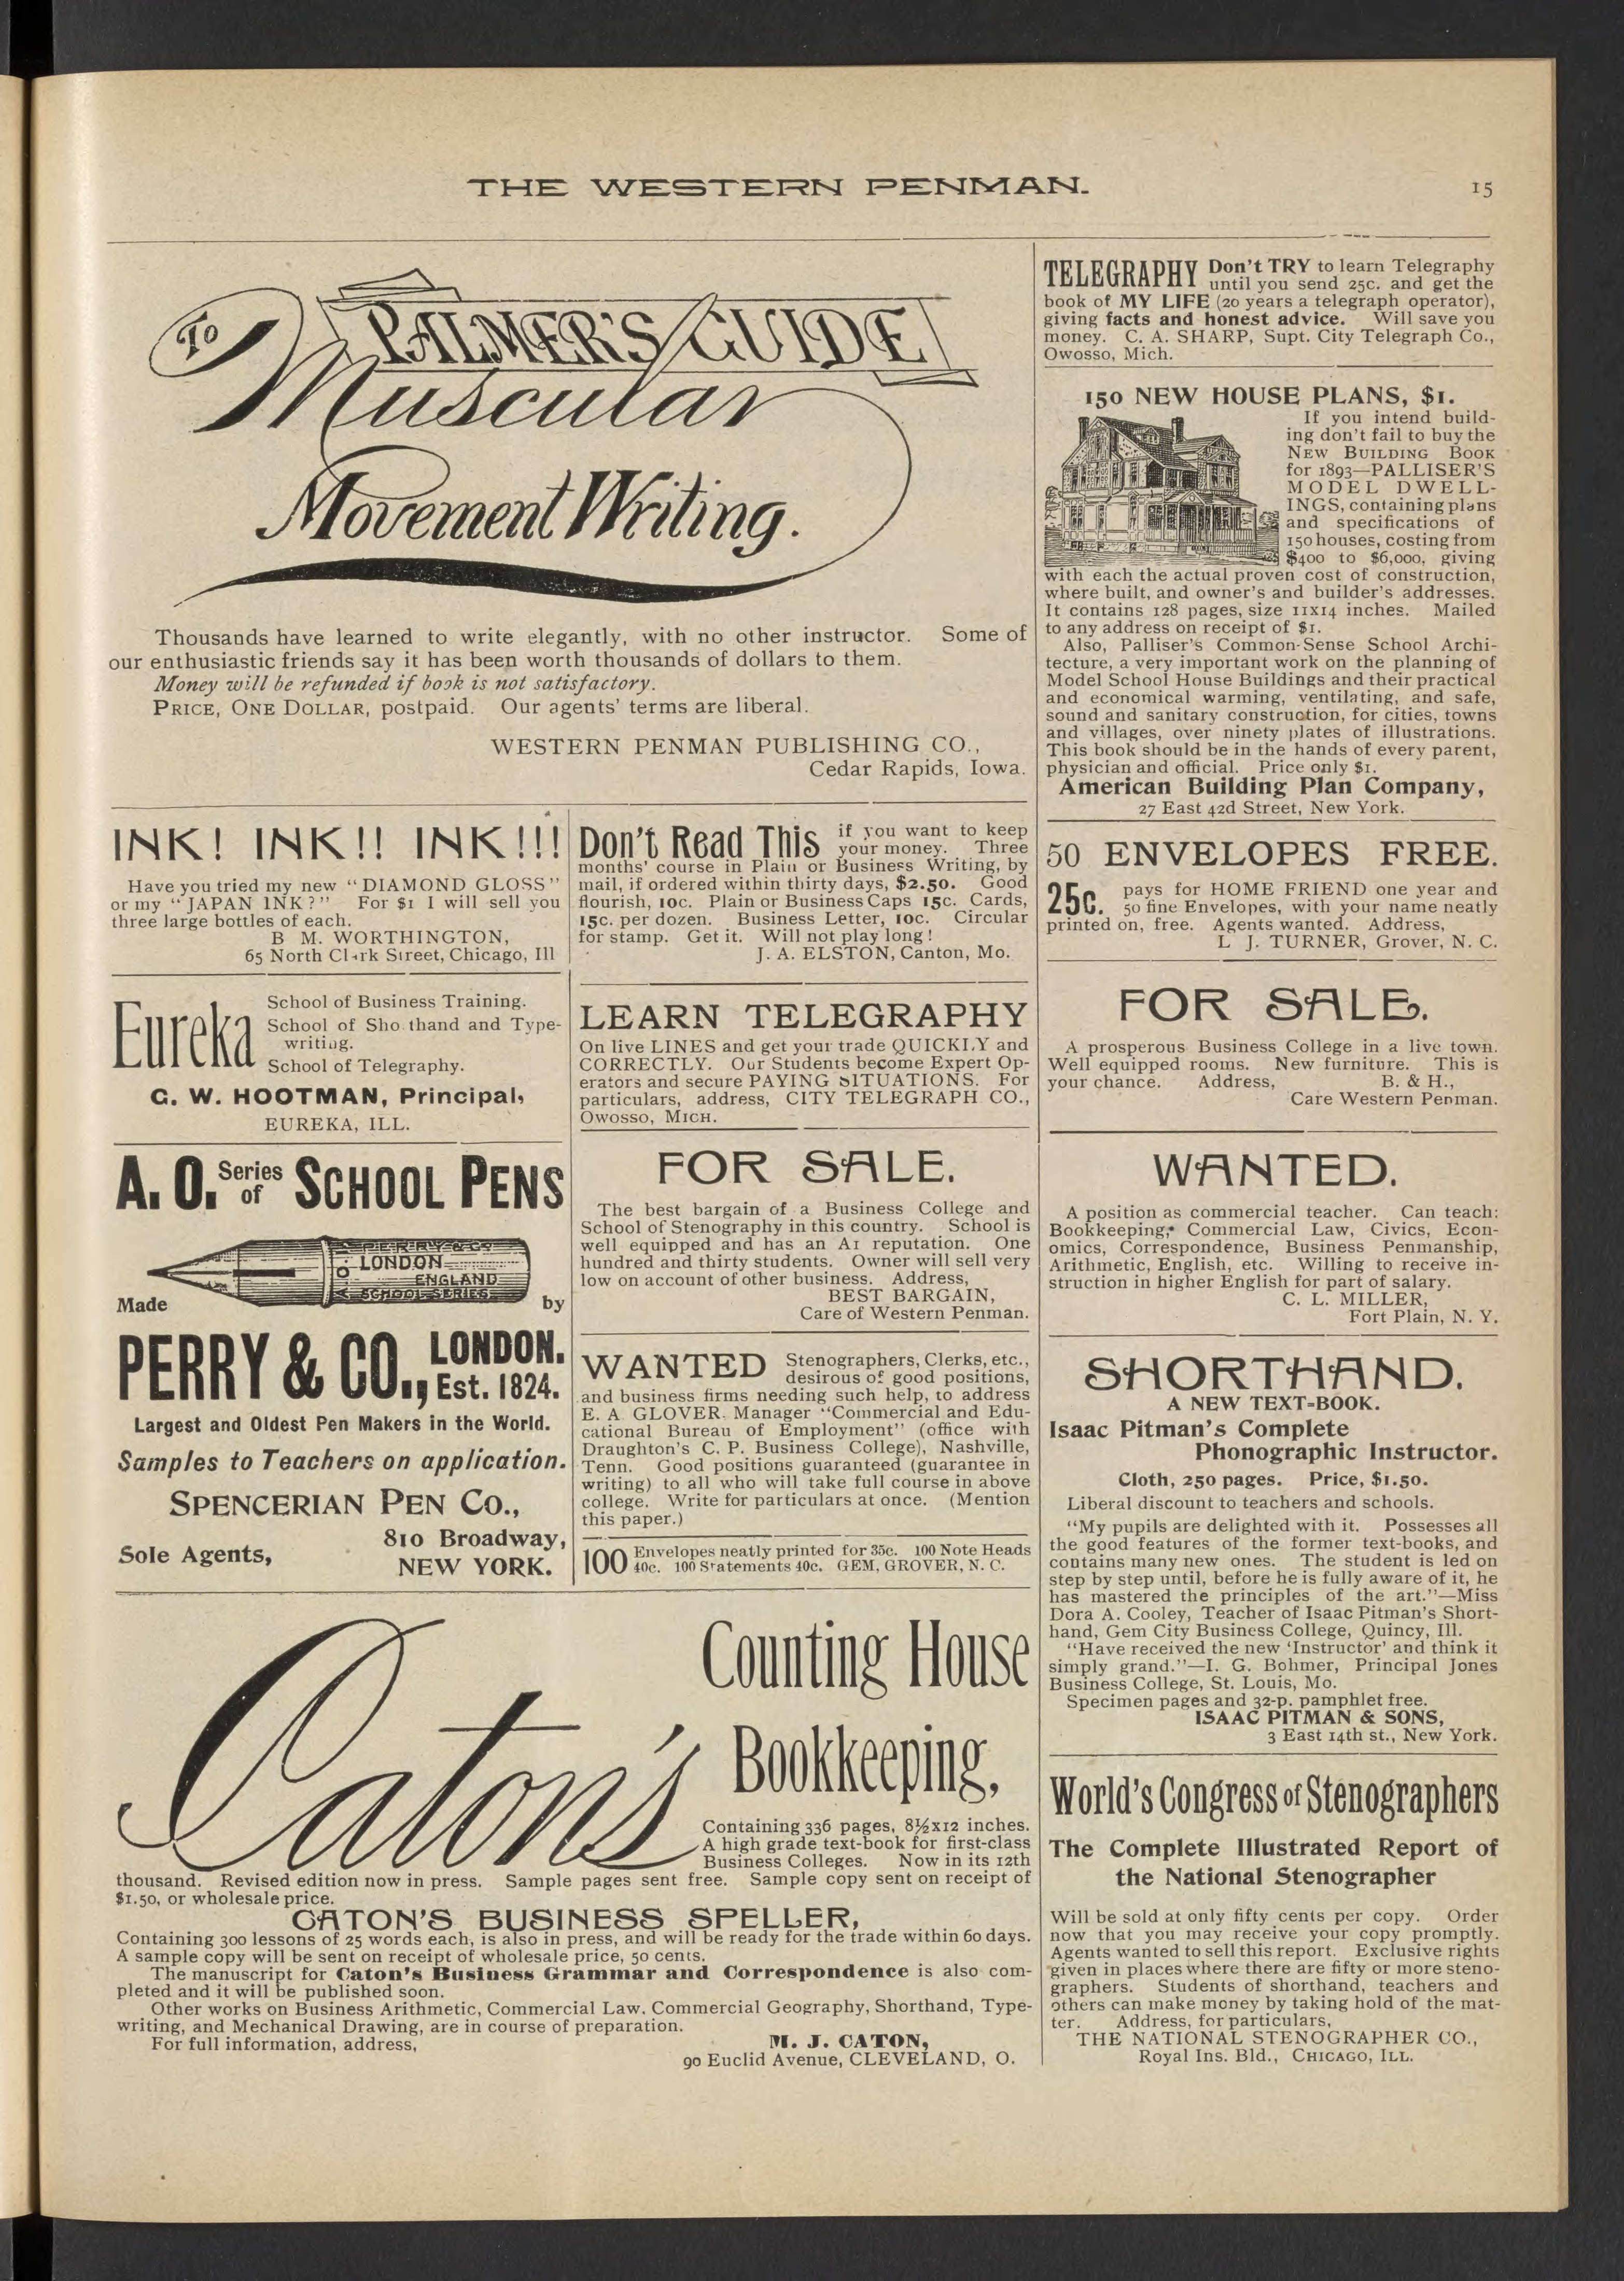 THE WESTERN PENMAN.
15
PALMER'S GUIDE
To
Muscular
Movement Writing.
Thousands have learned to write elegantly, with no other instructor. Some of
our enthusiastic friends say it has been worth thousands of dollars to them.
Money will be refunded if book is not satisfactory.
PRICE, ONE DOLLAR, postpaid. Our agents' terms are liberal.
WESTERN PENMAN PUBLISHING CO.,
Cedar Rapids, Iowa.
INK! INK!! INK!!!
Have you tried my new "DIAMOND GLOSS"
or my "JAPAN INK?" For $1 I will sell you
three large bottles of each.
B M. WORTHINGTON,
65 North Clark Street, Chicago, Ill
Eureka
School of Business Training.
School of Sho thand and Type-
writing.
School of Telegraphy.
G. W. HOOTMAN, Principal,
EUREKA, ILL.
A. O. Series of SCHOOL PENS
PERRY & CO
LONDON
ENGLAND
SCHOOL SERIES
Made by
PERRY & CO., LONDON.
Est. 1824.
Largest and Oldest Pen Makers in the World.
Samples to Teachers on application.
SPENCERIAN PEN CO.,
810 Broadway,
Sole Agents,
NEW YORK.
Don't Read This if you want to keep
your money. Three
months' course in Plain or Business Writing, by
mail, if ordered within thirty days, $2.50. Good
flourish, 10c. Plain or Business Caps 15c. Cards,
15c. per dozen. Business Letter, 10c. Circular
for stamp. Get it. Will not play long!
J. A. ELSTON, Canton, Mo.
LEARN TELEGRAPHY
On live LINES and get your trade QUICKLY and
CORRECTLY. Our Students become Expert Op-
erators and secure PAYING SITUATIONS. For
particulars, address, CITY TELEGRAPH CO.,
OWOSSO, MICH.
FOR SALE.
The best bargain of a Business College and
School of Stenography in this country. School is
well equipped and has an A1 reputation. One
hundred and thirty students. Owner will sell very
low on account of other business. Address,
BEST BARGAIN,
Care of Western Penman.
WANTED Stenographers, Clerks, etc.,
desirous of good positions,
and business firms needing such help, to address
E. A. GLOVER, Manager "Commercial and Edu-
cational Bureau of Employment" (office with
Draughton's C. P. Business College), Nashville,
Tenn. Good positions guaranteed (guarantee in
writing) to all who will take full course in above
college. Write for particulars at once. (Mention
this paper.)
100 Envelopes neatly printed for 35c. 100 Note Heads
40c. 100 Statements 40c. GEM, GROVER, N. C.
Caton's
Counting House
Bookkeeping,
Containing 336 pages, 8½x12 inches.
A high grade text-book for first-class
Business Colleges. Now in its 12th
thousand. Revised edition now in press. Sample pages sent free. Sample copy sent on receipt of
$1.50, or wholesale price.
CATON'S BUSINESS SPELLER,
Containing 300 lessons of 25 words each, is also in press, and will be ready for the trade within 60 days.
A sample copy will be sent on receipt of wholesale price, 50 cents.
The manuscript for Caton's Business Grammar and Correspondence is also com-
pleted and it will be published soon.
Other works on Business Arithmetic, Commercial Law, Commercial Geography, Shorthand, Type-
writing, and Mechanical Drawing, are in course of preparation.
For full information, address,
M. J. CATON,
90 Euclid Avenue, CLEVELAND, O.
TELEGRAPHY Don't TRY to learn Telegraphy
until you send 25c. and get the
book of MY LIFE (20 years a telegraph operator),
giving facts and honest advice. Will save you
money. C. A. SHARP, Supt. City Telegraph Co.,
Owosso, Mich.
150 NEW HOUSE PLANS, $1.
If you intend build-
ing don't fail to buy the
NEW BUILDING BOOK
for 1893—PALLISER'S
MODEL DWELL-
INGS, containing plans
and specifications of
150 houses, costing from
$400 to $6,000, giving
with each the actual proven cost of construction,
where built, and owner's and builder's addresses.
It contains 128 pages, size 11x14 inches. Mailed
to any address on receipt of $1.
Also, Palliser's Common-Sense School Archi-
tecture, a very important work on the planning of
Model School House Buildings and their practical
and economical warming, ventilating, and safe,
sound and sanitary construction, for cities, towns
and villages, over ninety plates of illustrations.
This book should be in the hands of every parent,
physician and official. Price only $1.
American Building Plan Company,
27 East 42d Street, New York.
50 ENVELOPES FREE.
25c. pays for HOME FRIEND one year and
50 fine Envelopes, with your name neatly
printed on, free. Agents wanted. Address,
L J. TURNER, Grover, N. C.
FOR SALE.
A prosperous Business College in a live town.
Well equipped rooms. New furniture. This is
your chance. Address, B. & H.,
Care Western Penman.
WANTED.
A position as commercial teacher. Can teach:
Bookkeeping, Commercial Law, Civics, Econ-
omics, Correspondence, Business Penmanship,
Arithmetic, English, etc. Willing to receive in-
struction in higher English for part of salary.
C. L. MILLER,
Fort Plain, N. Y.
SHORTHAND.
A NEW TEXT-BOOK.
Isaac Pitman's Complete
Phonographic Instructor.
Cloth, 250 pages. Price, $1.50.
Liberal discount to teachers and schools.
"My pupils are delighted with it. Possesses all
the good features of the former text-books, and
contains many new ones. The student is led on
step by step until, before he is fully aware of it, he
has mastered the principles of the art."—Miss
Dora A. Cooley, Teacher of Isaac Pitman's Short-
hand, Gem City Business College, Quincy, Ill.
"Have received the new 'Instructor' and think it
simply grand."—I. G. Bohmer, Principal Jones
Business College, St. Louis, Mo.
Specimen pages and 32-p. pamphlet free.
ISAAC PITMAN & SONS,
3 East 14th st., New York.
World's Congress of Stenographers
The Complete Illustrated Report of
the National Stenographer
Will be sold at only fifty cents per copy. Order
now that you may receive your copy promptly.
Agents wanted to sell this report. Exclusive rights
given in places where there are fifty or more steno-
graphers. Students of shorthand, teachers and
others can make money by taking hold of the mat-
ter. Address, for particulars,
THE NATIONAL STENOGRAPHER CO.,
Royal Ins. Bld., CHICAGO, ILL.